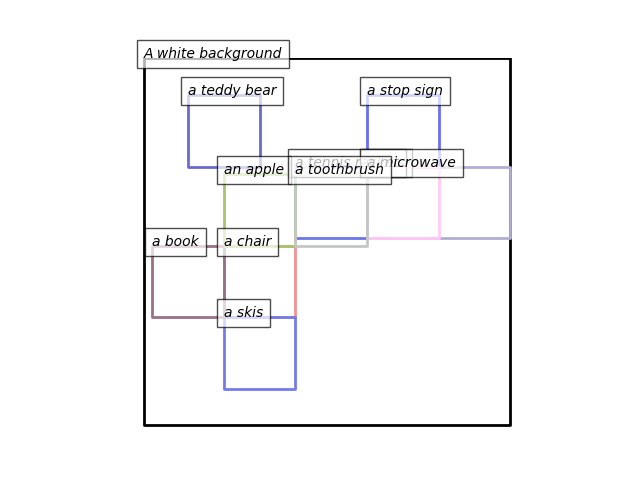 A white background
a teddy bear
a stop sign
a tennis
a microwave
an apple
a toothbrush
a book
a chair
a skis